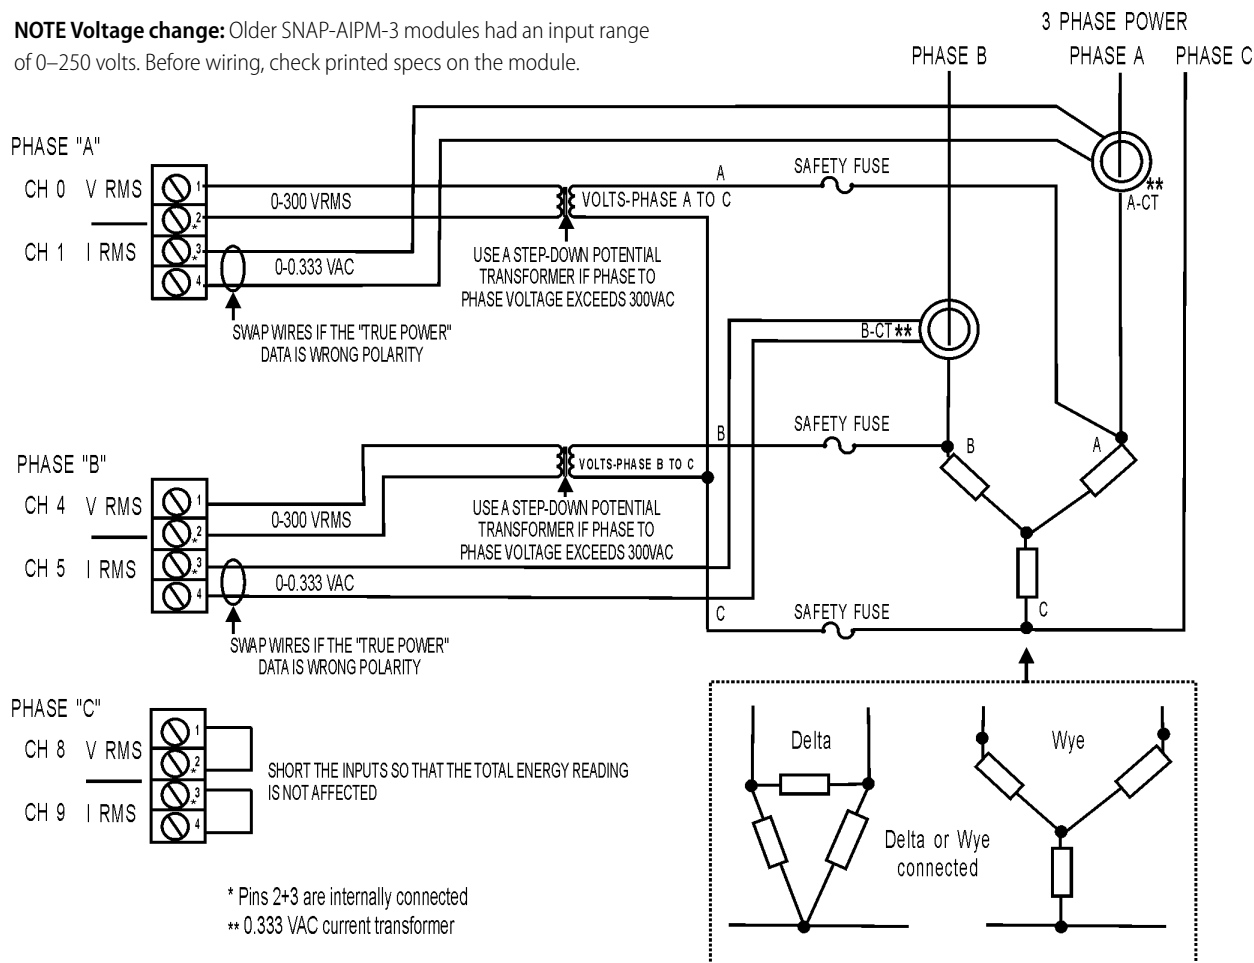 NOTE Voltage change: Older SNAP-AIPM-3 modules had an input range
of 0–250 volts. Before wiring, check printed specs on the module.
3 PHASE POWER
PHASE B
PHASE A
PHASE C
PHASE "A"
CH 0 V RMS
CH 1 I RMS
1
2
*
3
*
4
0-300 VRMS
0-0.333 VAC
SWAP WIRES IF THE "TRUE POWER"
DATA IS WRONG POLARITY
VOLTS-PHASE A TO C
USE A STEP-DOWN POTENTIAL
TRANSFORMER IF PHASE TO
PHASE VOLTAGE EXCEEDS 300VAC
A
SAFETY FUSE
**
A-CT
B-CT**
PHASE "B"
CH 4 V RMS
CH 5 I RMS
1
2
*
3
*
4
0-300 VRMS
0-0.333 VAC
SWAP WIRES IF THE "TRUE POWER"
DATA IS WRONG POLARITY
B
VOLTS-PHASE B TO C
USE A STEP-DOWN POTENTIAL
TRANSFORMER IF PHASE TO
PHASE VOLTAGE EXCEEDS 300VAC
SAFETY FUSE
B
A
C
C
SAFETY FUSE
PHASE "C"
CH 8 V RMS
CH 9 I RMS
1
2
*
3
*
4
SHORT THE INPUTS SO THAT THE TOTAL ENERGY READING
IS NOT AFFECTED
Delta
Wye
Delta or Wye
connected
* Pins 2+3 are internally connected
** 0.333 VAC current transformer